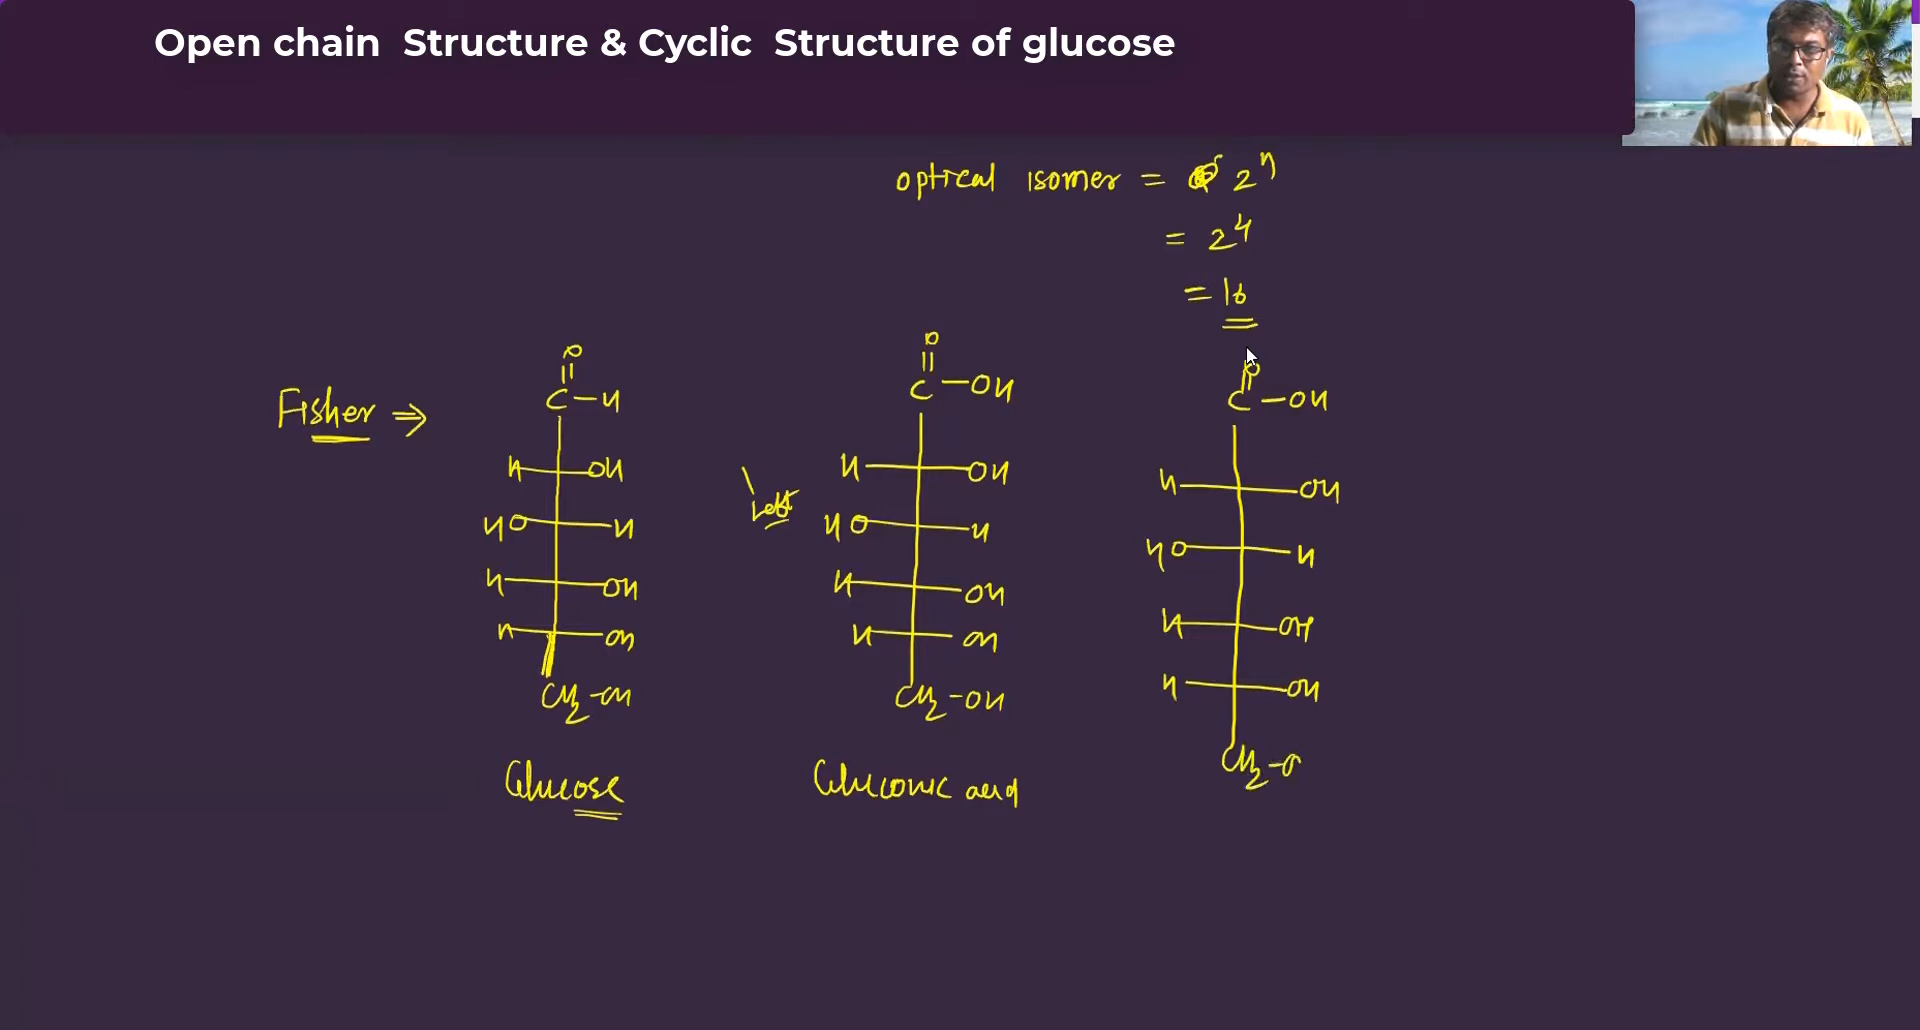 Open chain Structure & Cyclic Structure of glucose
optical isomer = 2ⁿ
= 2⁴
= 16
Fisher ⇒
O
||
C-H
H OH
HO H
H OH
H OH
CH₂-OH
Glucose
O
||
C-OH
H OH
HO H
H OH
H OH
CH₂-OH
Gluconic acid
O
||
C-OH
H OH
HO H
H OH
H OH
CH₂-O